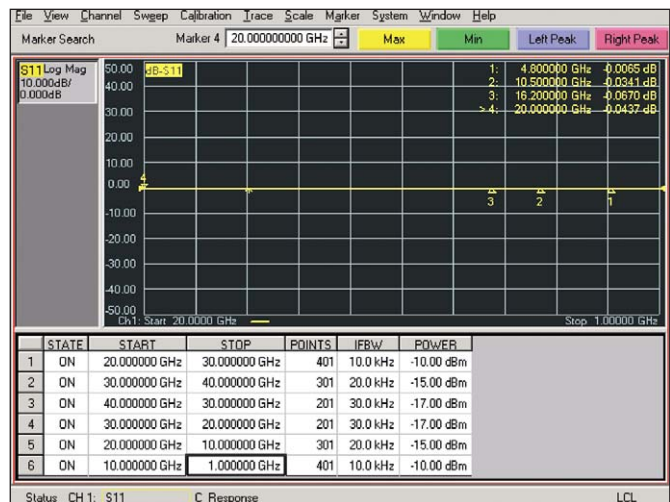 File View Channel Sweep Calibration Trace Scale Marker System Window Help
Marker Search Marker 4 20.000000000 GHz Max Min Left Peak Right Peak
S11 Log Mag
10.000dB/
0.000dB
50.00 dB-S11
40.00
30.00
20.00
10.00
0.00
-10.00
-20.00
-30.00
-40.00
-50.00
1: 4.600000 GHz -0.0065 dB
2: 10.500000 GHz -0.0341 dB
3: 16.200000 GHz -0.0670 dB
> 4: 20.000000 GHz -0.0437 dB
4
3 2 1
Ch1: Start 20.0000 GHz Stop 1.00000 GHz
STATE START STOP POINTS IFBW POWER
1 ON 20.000000 GHz 30.000000 GHz 401 10.0 kHz -10.00 dBm
2 ON 30.000000 GHz 40.000000 GHz 301 20.0 kHz -15.00 dBm
3 ON 40.000000 GHz 30.000000 GHz 201 30.0 kHz -17.00 dBm
4 ON 30.000000 GHz 20.000000 GHz 201 30.0 kHz -17.00 dBm
5 ON 20.000000 GHz 10.000000 GHz 301 20.0 kHz -15.00 dBm
6 ON 10.000000 GHz 1.000000 GHz 401 10.0 kHz -10.00 dBm
Status CH 1: S11 C Response LCL